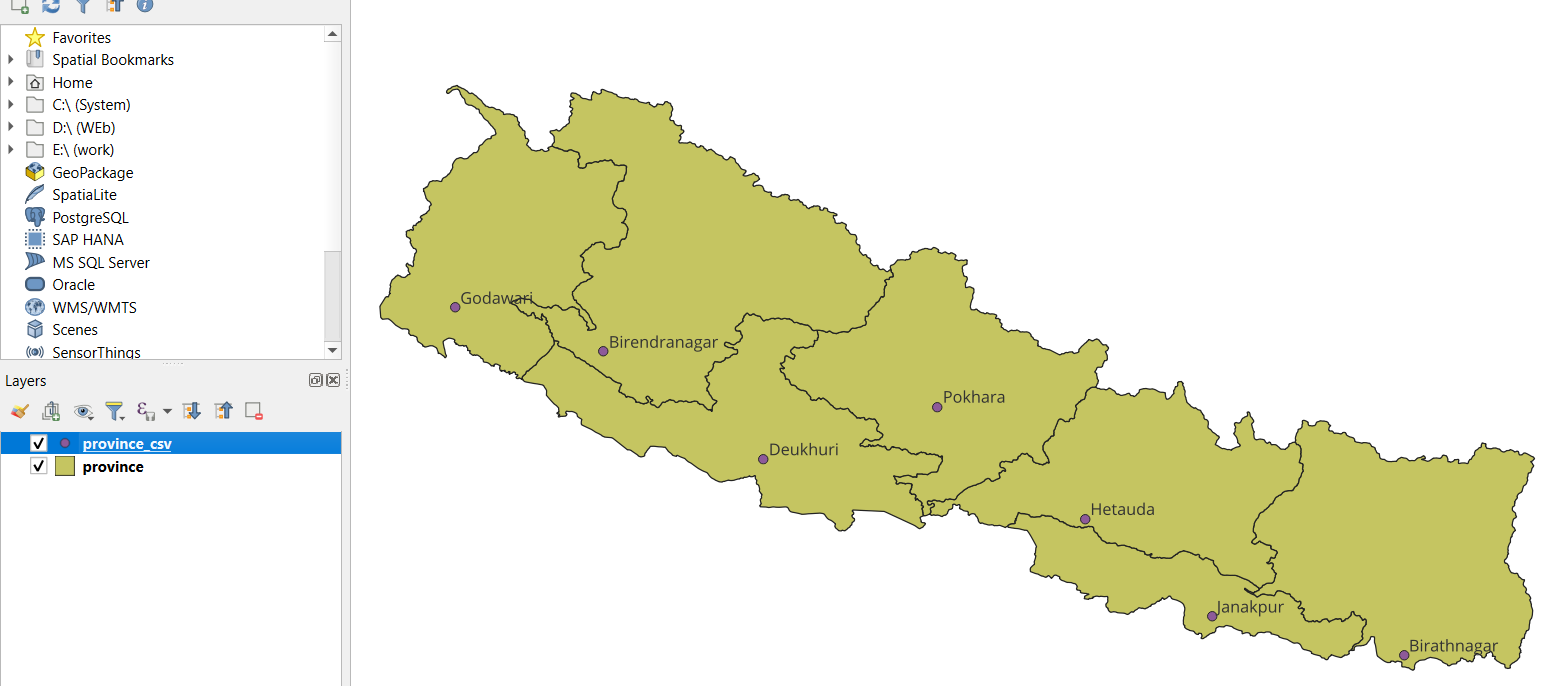 Favorites
Spatial Bookmarks
Home
C:\ (System)
D:\ (WEb)
E:\ (work)
GeoPackage
SpatiaLite
PostgreSQL
SAP HANA
MS SQL Server
Oracle
WMS/WMTS
Scenes
SensorThings
Layers
province_csv
province
Godawari
Birendranagar
Pokhara
Deukhuri
Hetauda
Janakpur
Birathnagar